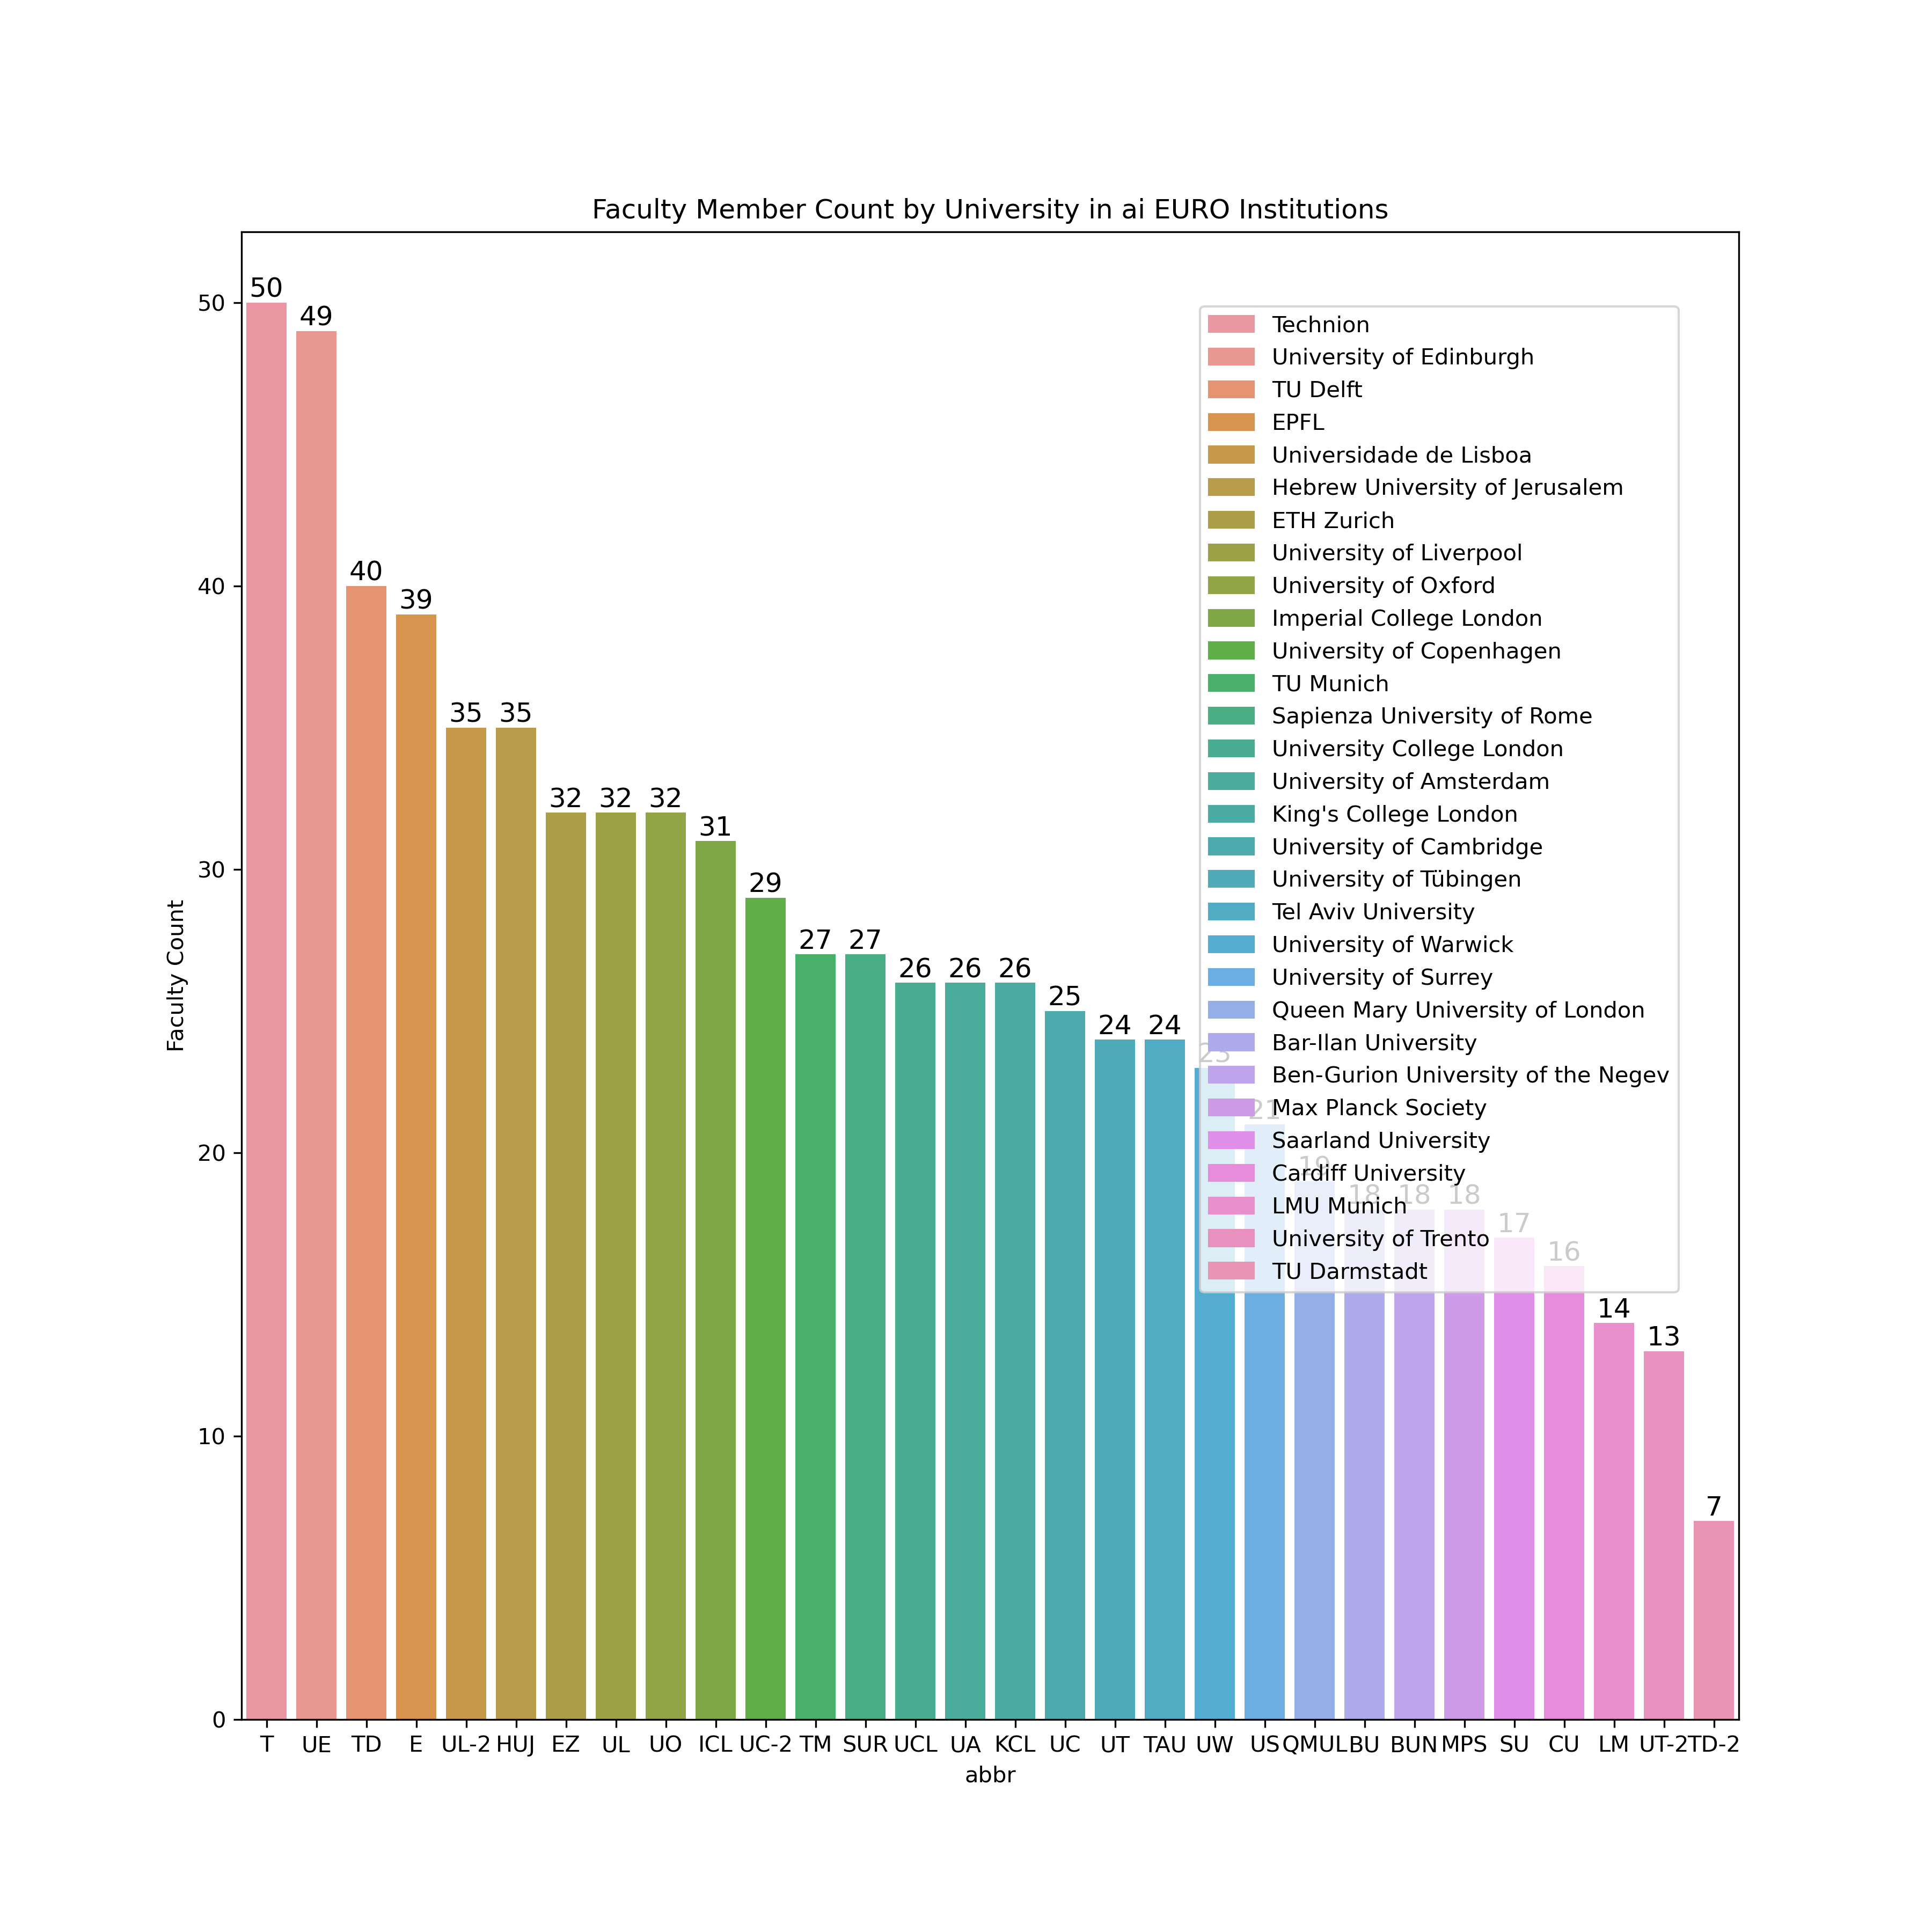 Faculty Member Count by University in ai EURO Institutions
50
49
40
39
35 35
32 32 32
31
29
27 27
26 26 26
25
24 24
23
21
19
18 18 18
17
16
14
13
7
Technion
University of Edinburgh
TU Delft
EPFL
Universidade de Lisboa
Hebrew University of Jerusalem
ETH Zurich
University of Liverpool
University of Oxford
Imperial College London
University of Copenhagen
TU Munich
Sapienza University of Rome
University College London
University of Amsterdam
King's College London
University of Cambridge
University of Tübingen
Tel Aviv University
University of Warwick
University of Surrey
Queen Mary University of London
Bar-Ilan University
Ben-Gurion University of the Negev
Max Planck Society
Saarland University
Cardiff University
LMU Munich
University of Trento
TU Darmstadt
Faculty Count
50
40
30
20
10
0
T UE TD E UL-2 HUJ EZ UL UO ICL UC-2 TM SUR UCL UA KCL UC UT TAU UW US QMUL BU BUN MPS SU CU LM UT-2 TD-2
abbr